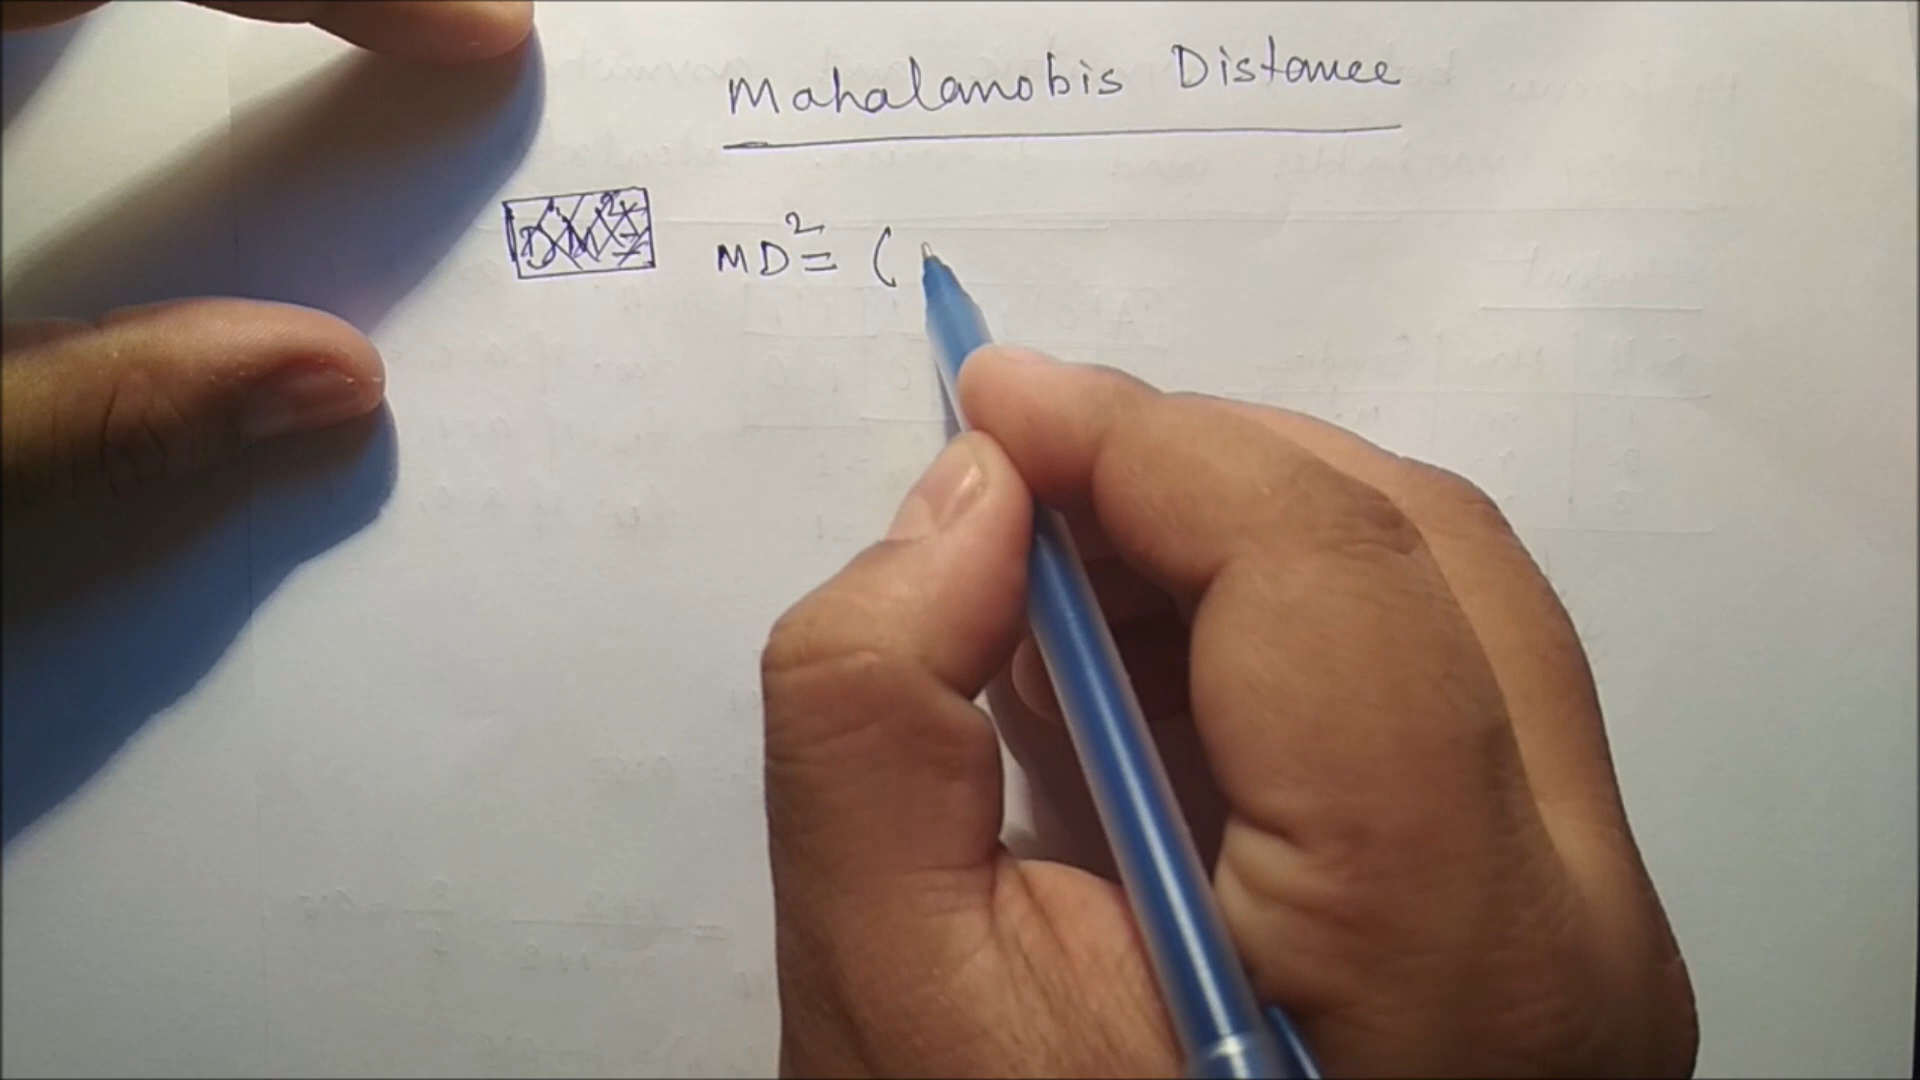 Mahalanobis Distance
MD² = (